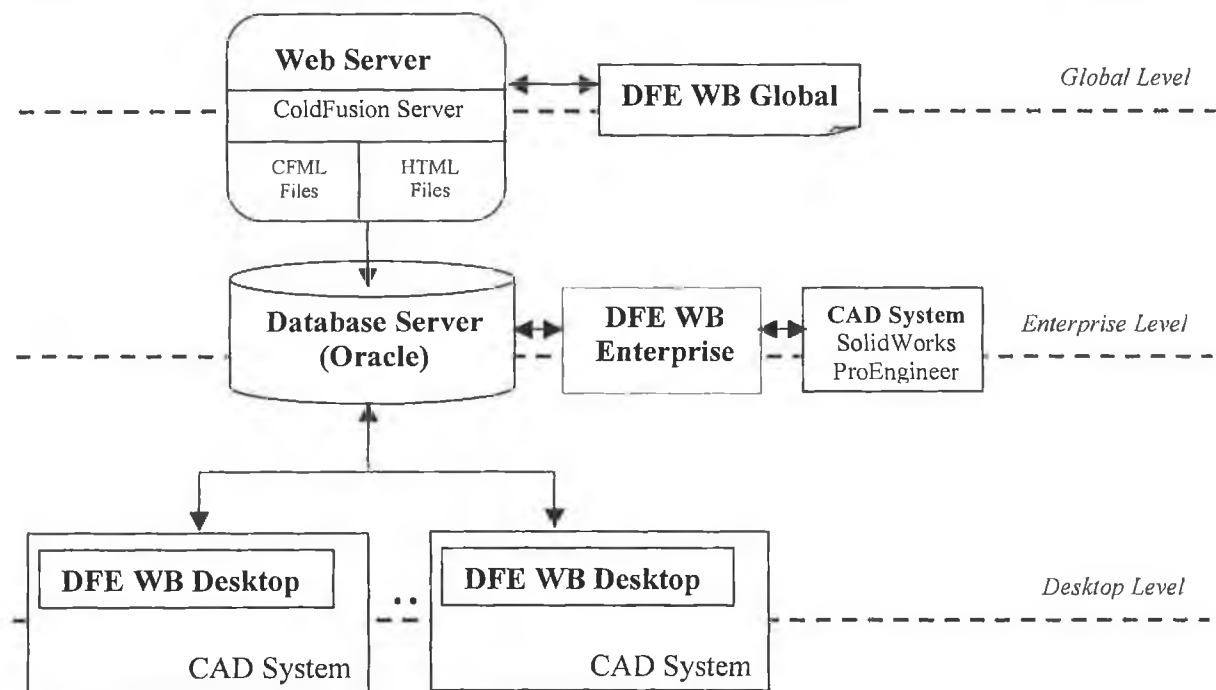 Web Server
DFE WB Global
Global Level
ColdFusion Server
CFML
Files
HTML
Files
Database Server
(Oracle)
DFE WB
Enterprise
CAD System
SolidWorks
ProEngineer
Enterprise Level
DFE WB Desktop
CAD System
..
DFE WB Desktop
CAD System
Desktop Level